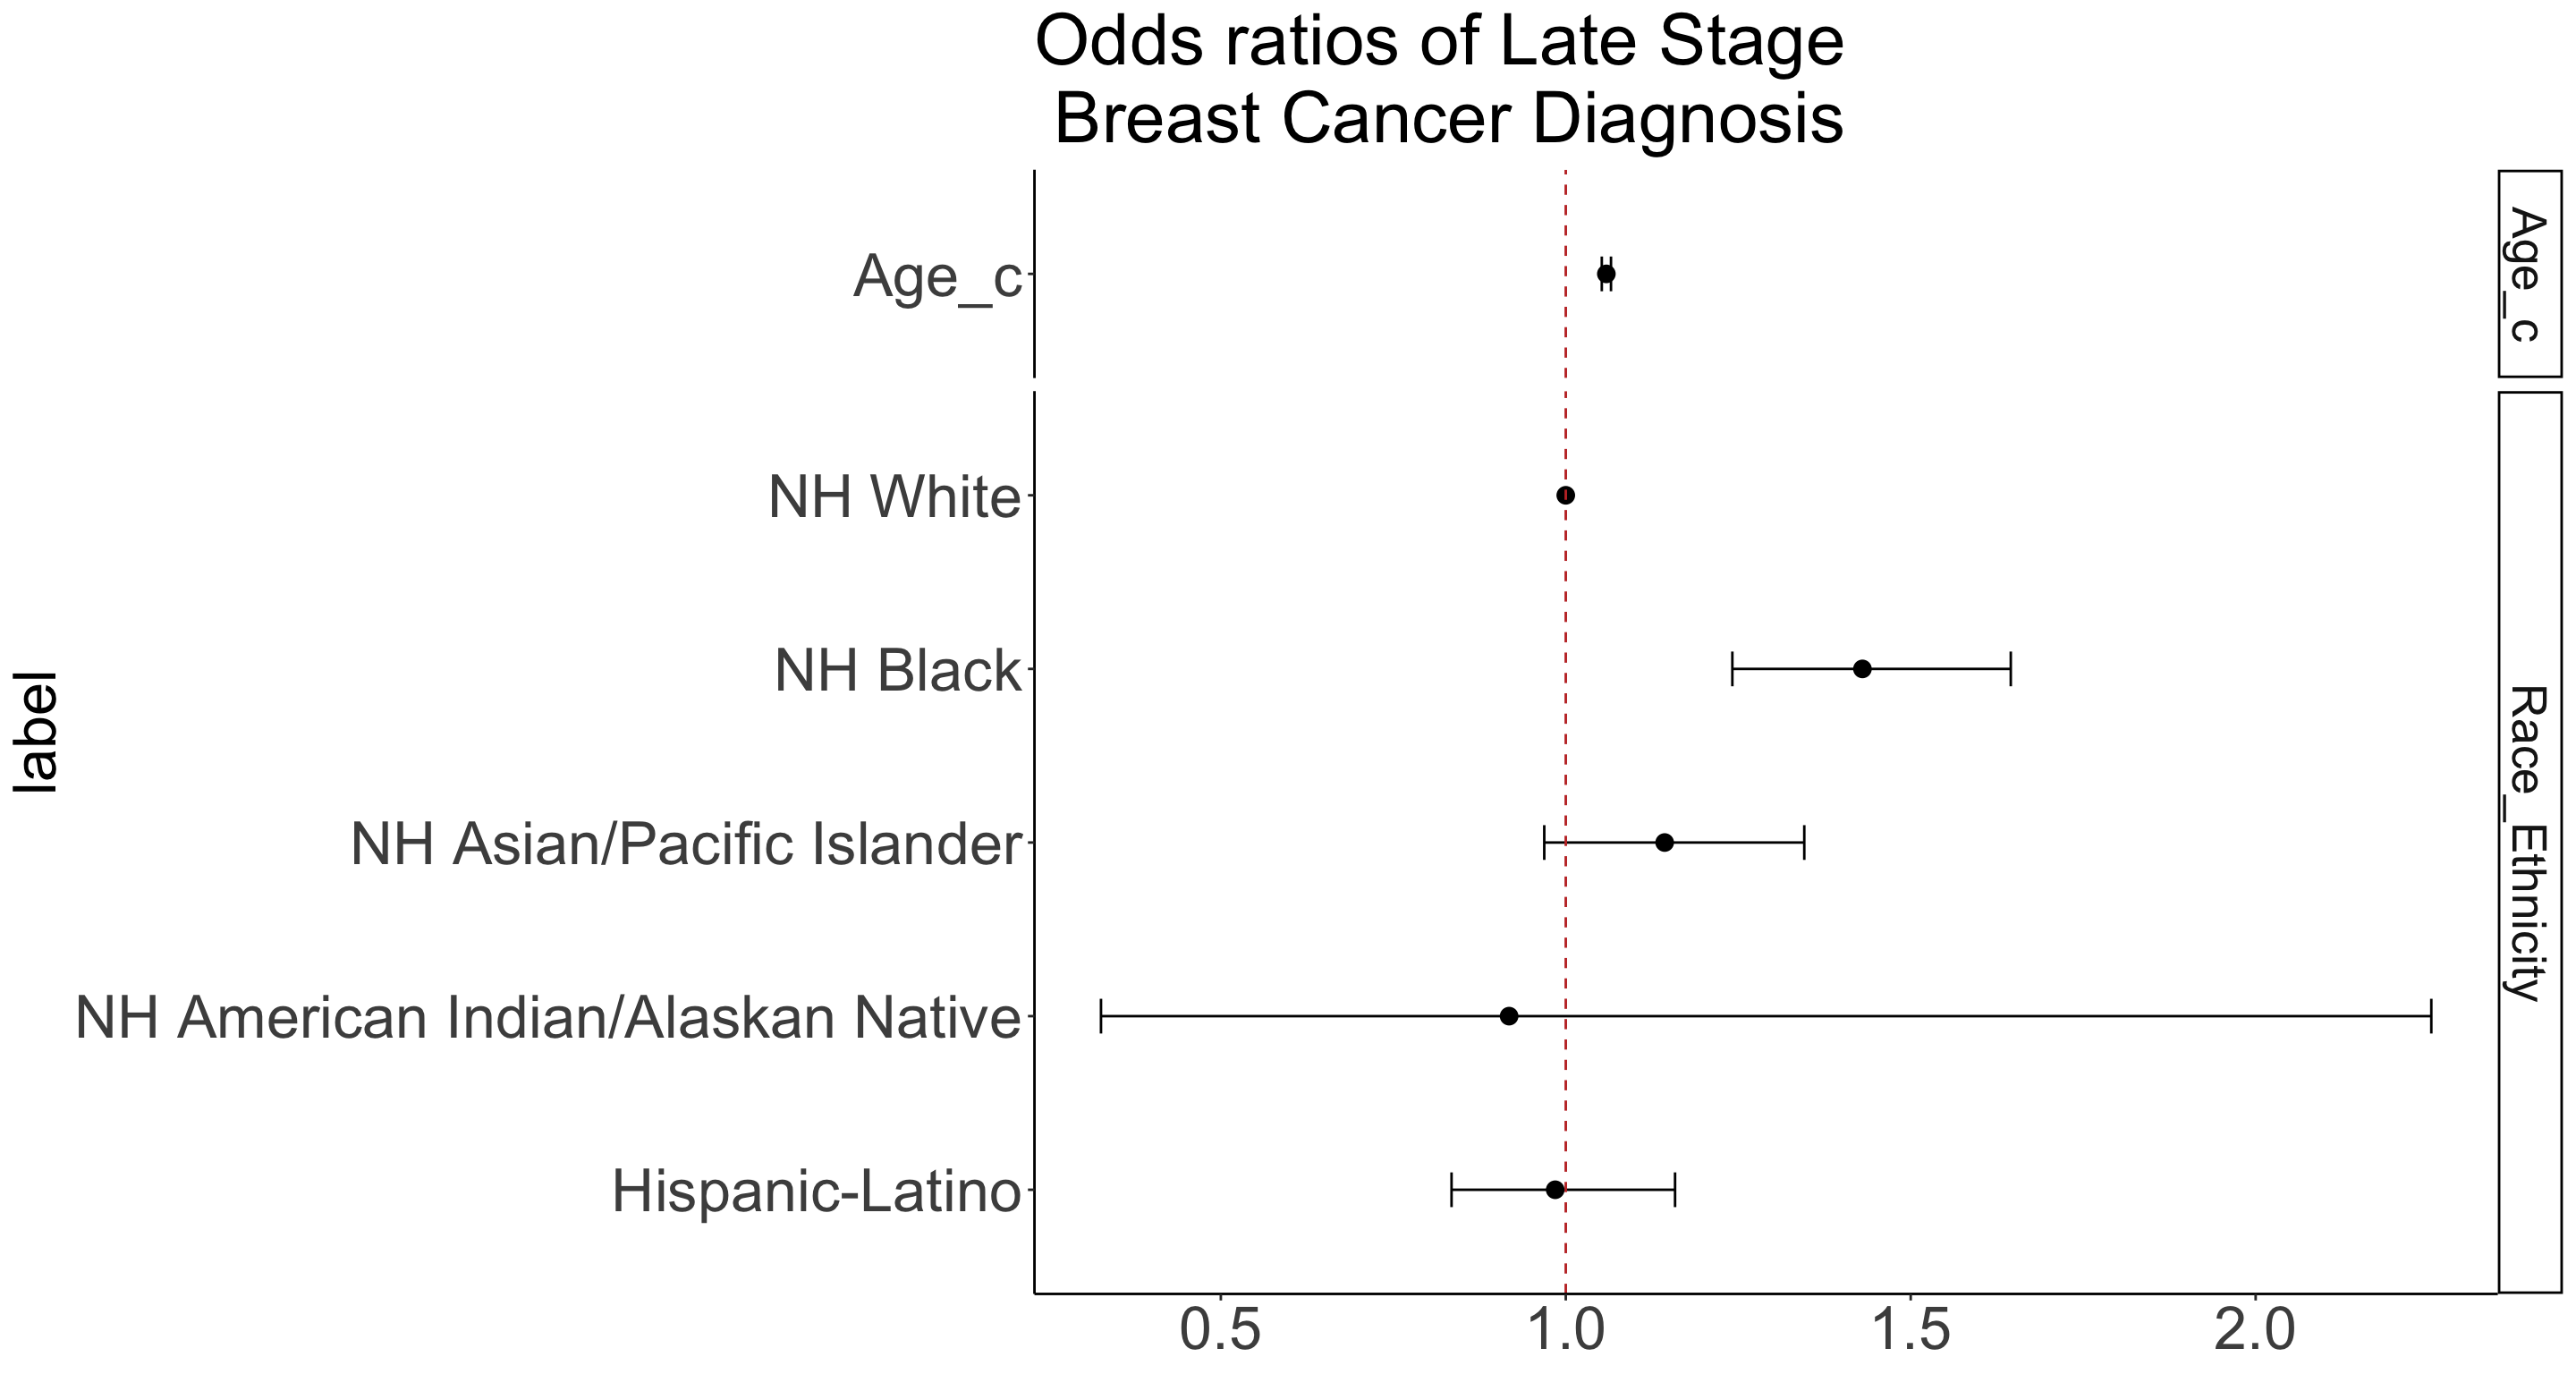 Odds ratios of Late Stage
Breast Cancer Diagnosis
label
Age_c
NH White
NH Black
NH Asian/Pacific Islander
NH American Indian/Alaskan Native
Hispanic-Latino
Age_c
Race_Ethnicity
0.5 1.0 1.5 2.0